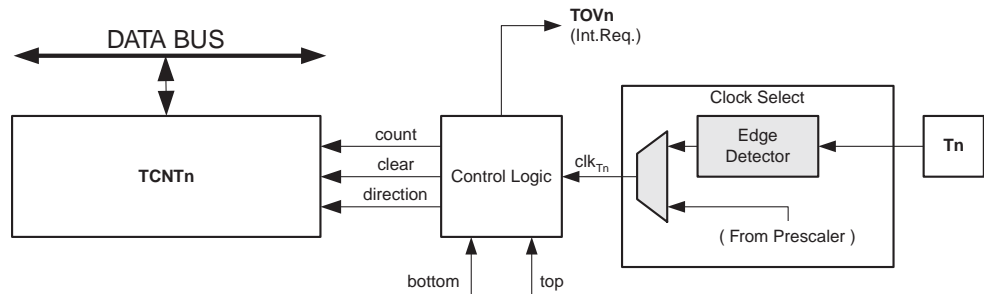 TOVn
(Int.Req.)
DATA BUS
Clock Select
count
Edge
Detector
Tn
TCNTn
clear
Control Logic
clkTn
direction
( From Prescaler )
bottom
top